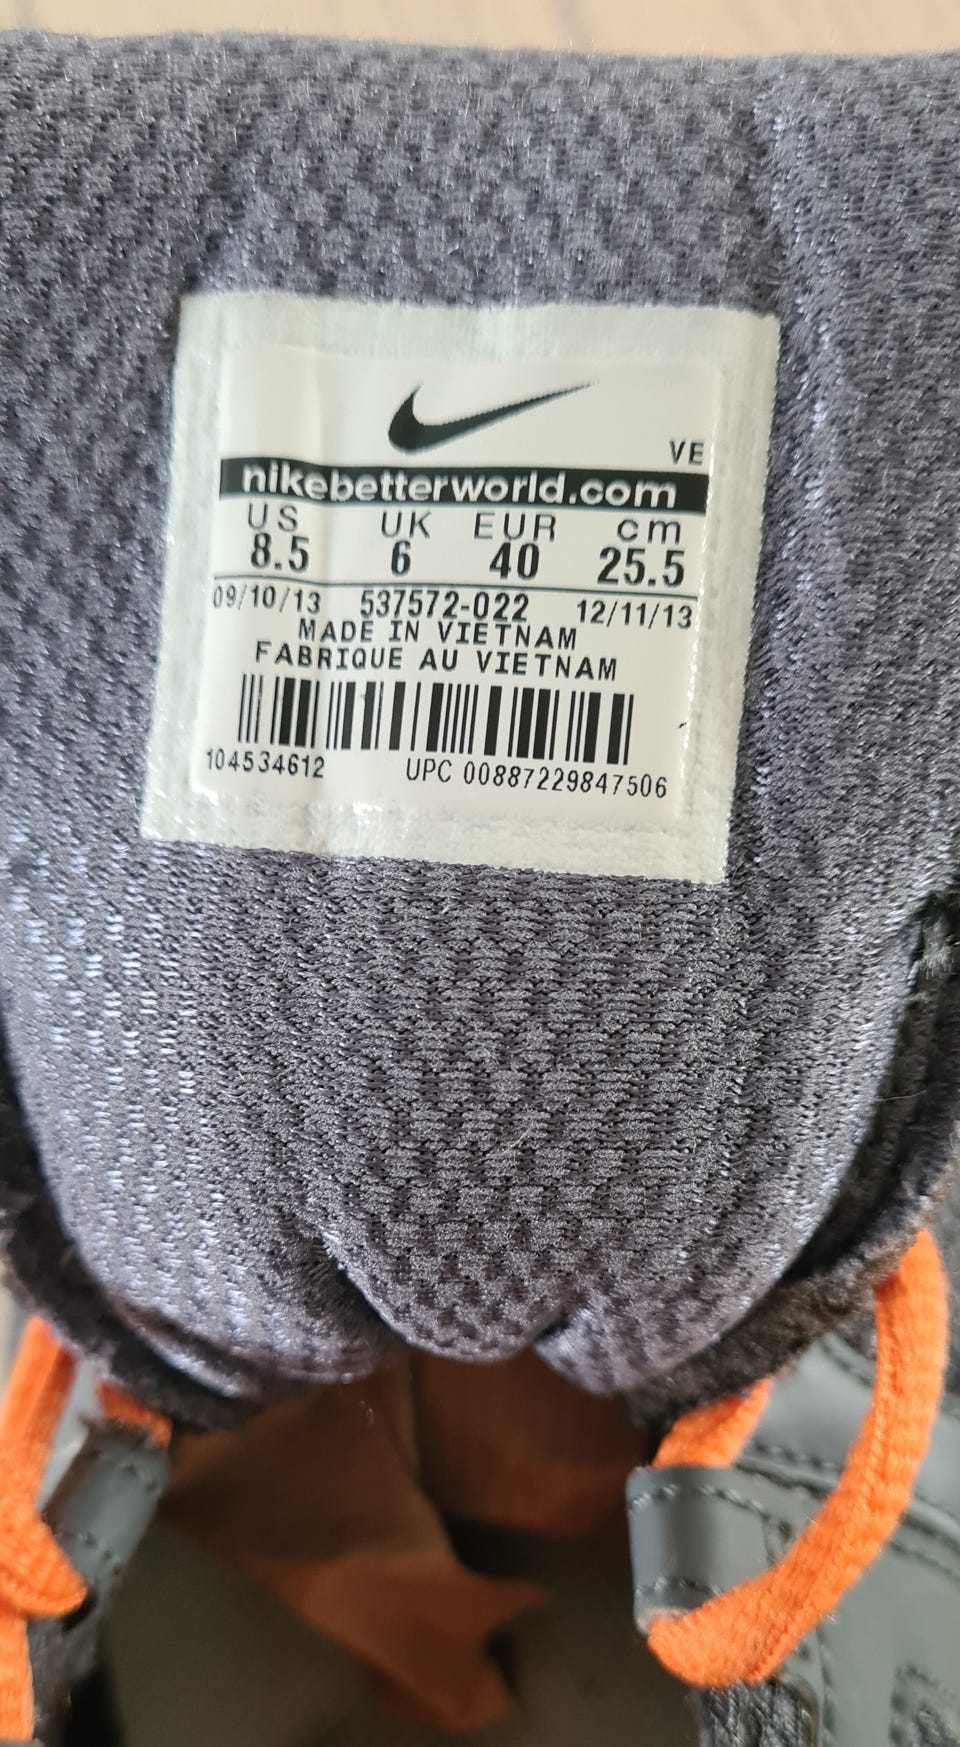 VE
nikebetterworld.com
US UK EUR cm
8.5 6 40 25.5
09/10/13 537572-022 12/11/13
MADE IN VIETNAM
FABRIQUE AU VIETNAM
104534612 UPC 00887229847506